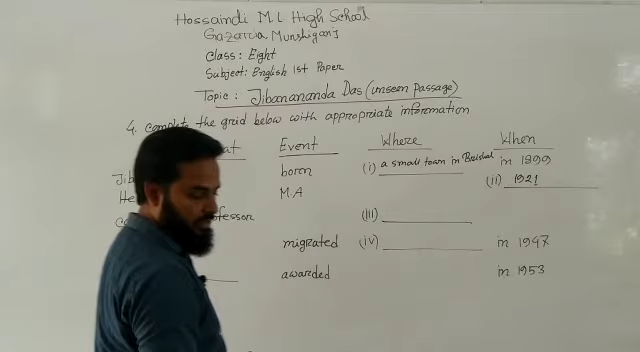 Hossaindi M.L High School
Gazaria Munshiganj
Class: Eight
Subject: English 1st Paper
Topic: Jibanananda Das (unseen Passage)
4. complete the grid below with appropriate information
Event Where When
born (i) a small town in Barishal in 1899
He M.A (ii) 1921
(iii)
migrated (iv) in 1947
awarded in 1953